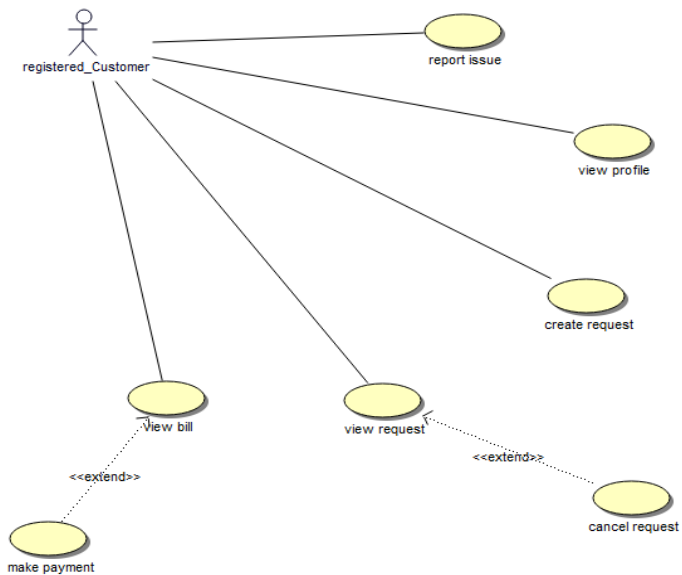 report issue
registered_Customer
view profile
create request
view bill
view request
<<extend>>
<<extend>>
cancel request
make payment